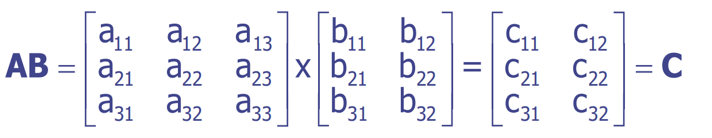 a₁₁ a₁₂ a₁₃ b₁₁ b₁₂ c₁₁ c₁₂
AB = a₂₁ a₂₂ a₂₃ x b₂₁ b₂₂ = c₂₁ c₂₂ = C
a₃₁ a₃₂ a₃₃ b₃₁ b₃₂ c₃₁ c₃₂